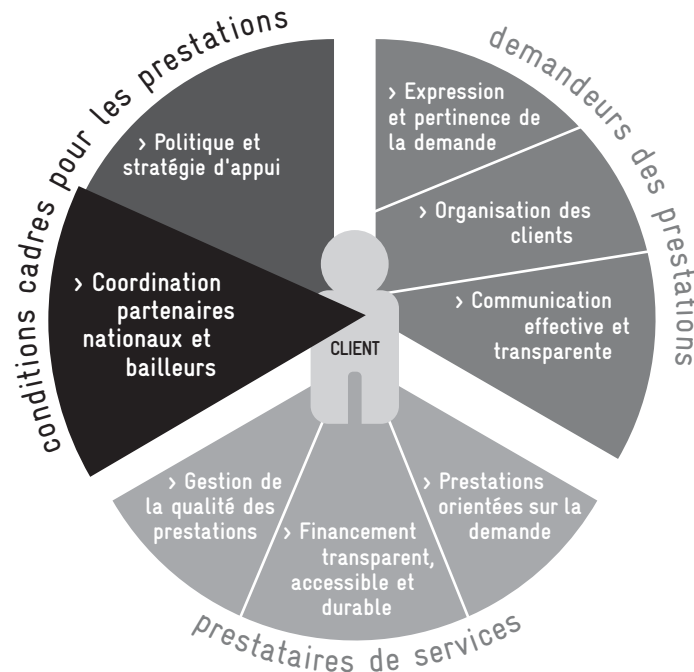 conditions cadres pour les prestations
> Politique et
stratégie d'appui
> Coordination
partenaires
nationaux et
bailleurs
demandeurs des prestations
> Expression
et pertinence de
la demande
> Organisation des
clients
> Communication
effective et
transparente
CLIENT
> Gestion de
la qualité des
prestations
> Financement
transparent,
accessible et
durable
> Prestations
orientées sur la
demande
prestataires de services